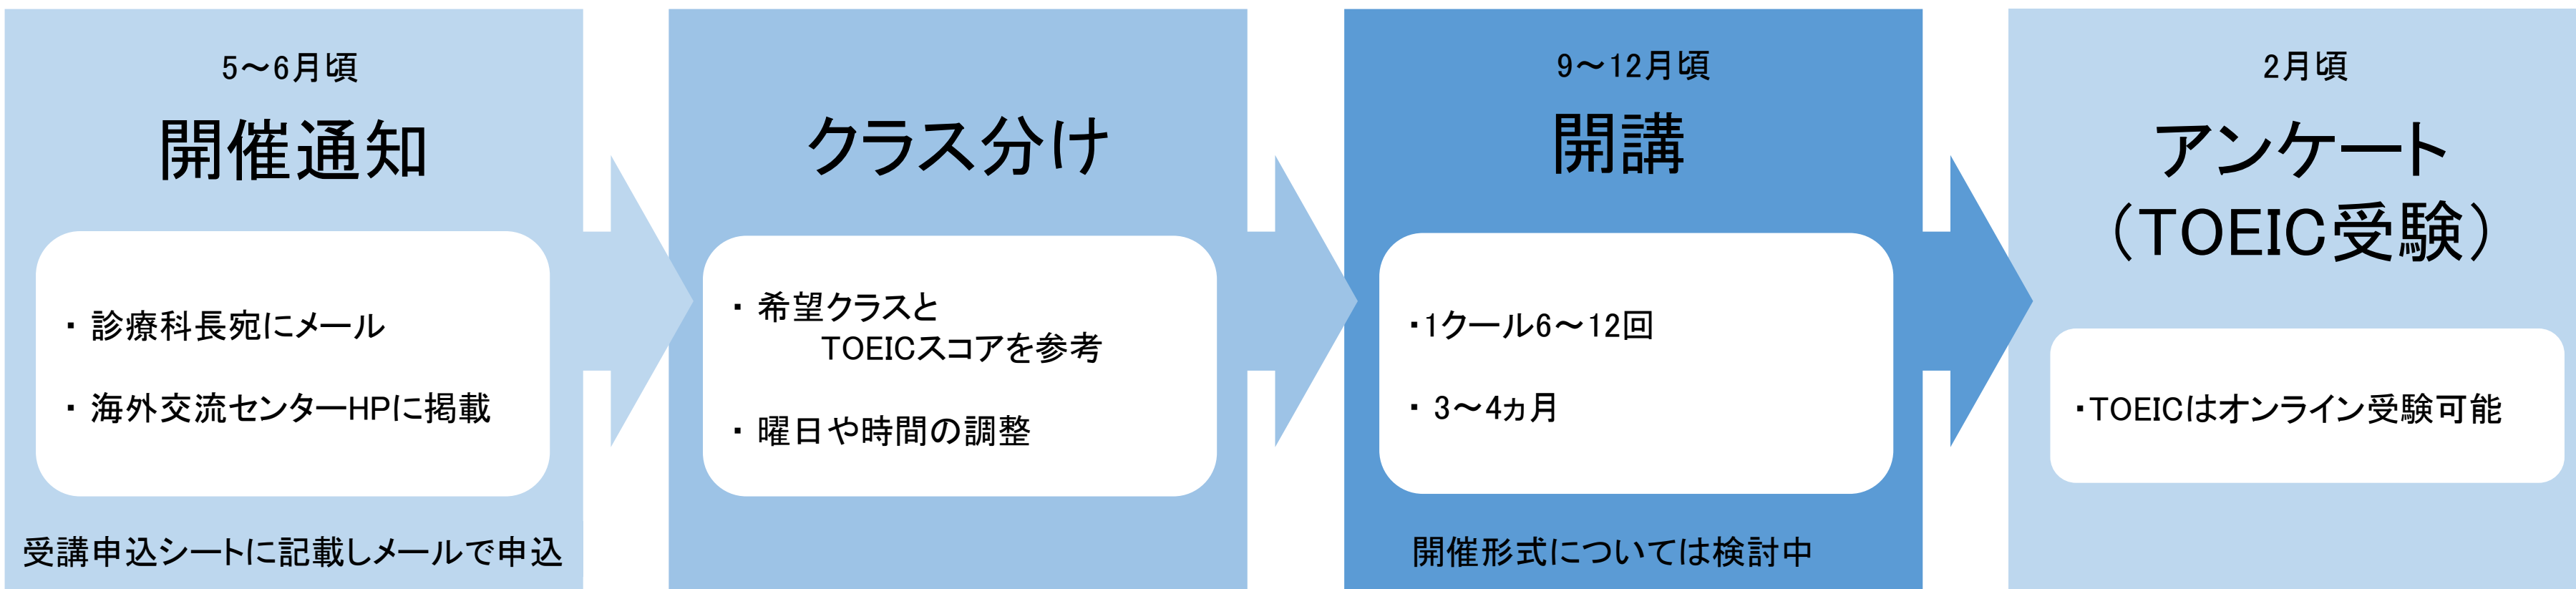 5～6月頃
開催通知
・ 診療科長宛にメール
・ 海外交流センターHPに掲載
受講申込シートに記載しメールで申込
クラス分け
・ 希望クラスと
TOEICスコアを参考
・ 曜日や時間の調整
9～12月頃
開講
・1クール6～12回
・ 3～4ヵ月
開催形式については検討中
2月頃
アンケート
（TOEIC受験）
・TOEICはオンライン受験可能